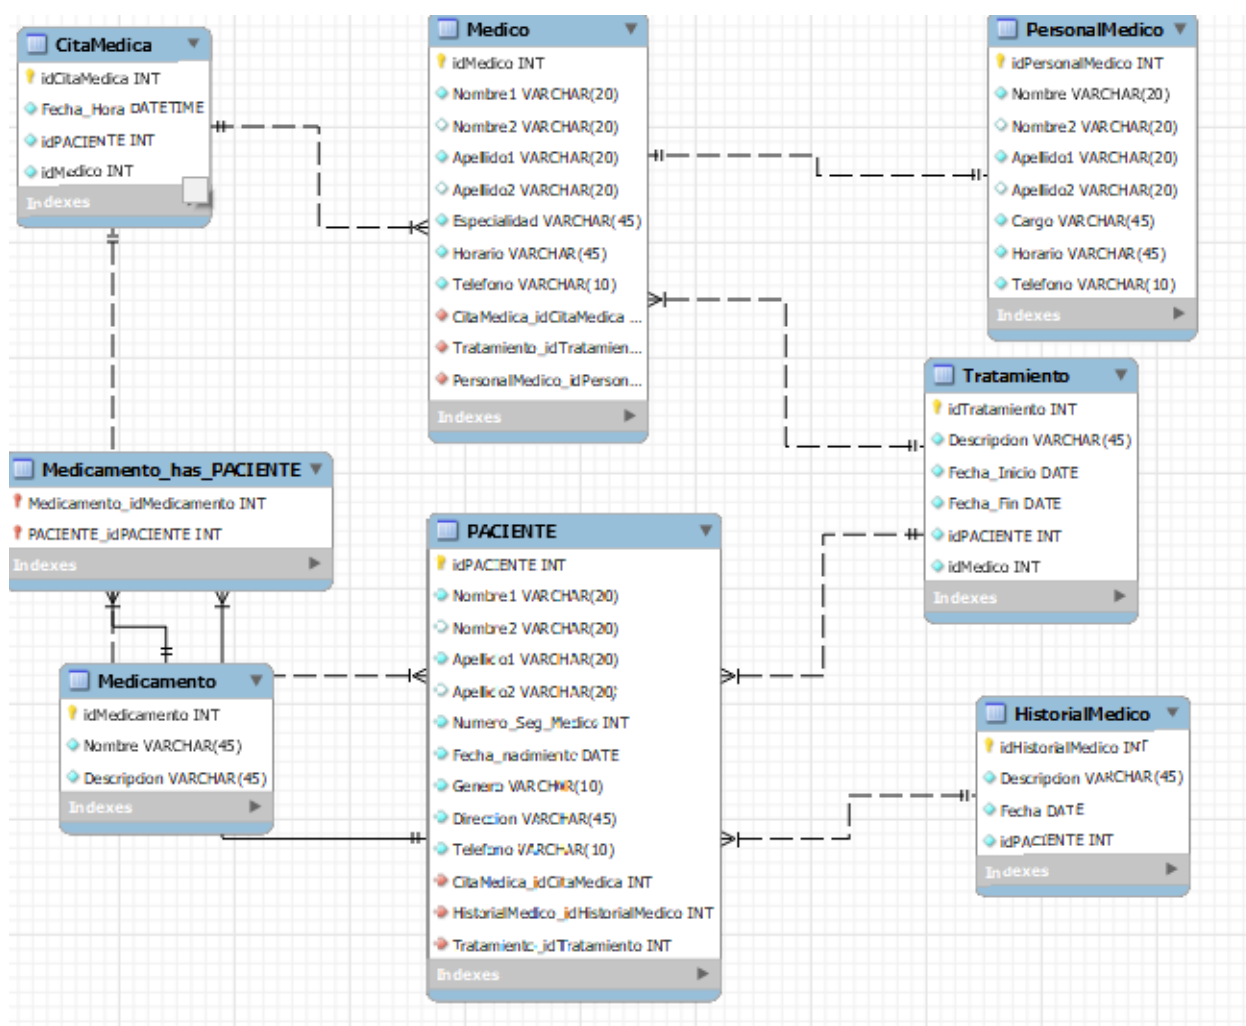 CitaMedica
idCitaMedica INT
Fecha_Hora DATETIME
idPACIENTE INT
idMedico INT
Indexes
Medico
idMedico INT
Nombre1 VARCHAR(20)
Nombre2 VARCHAR(20)
Apellido1 VARCHAR(20)
Apellido2 VARCHAR(20)
Especialidad VARCHAR(45)
Horario VARCHAR(45)
Telefono VARCHAR(10)
CitaMedica_idCitaMedica ...
Tratamiento_idTratamien...
PersonalMedico_idPerson...
Indexes
PersonalMedico
idPersonalMedico INT
Nombre VARCHAR(20)
Nombre2 VARCHAR(20)
Apellido1 VARCHAR(20)
Apellido2 VARCHAR(20)
Cargo VARCHAR(45)
Horario VARCHAR(45)
Telefono VARCHAR(10)
Indexes
Tratamiento
idTratamiento INT
Descripcion VARCHAR(45)
Fecha_Inicio DATE
Fecha_Fin DATE
idPACIENTE INT
idMedico INT
Indexes
Medicamento_has_PACIENTE
Medicamento_idMedicamento INT
PACIENTE_idPACIENTE INT
Indexes
PACIENTE
idPACIENTE INT
Nombre1 VARCHAR(20)
Nombre2 VARCHAR(20)
Apellido1 VARCHAR(20)
Apellido2 VARCHAR(20)
Numero_Seg_Medico INT
Fecha_nacimiento DATE
Genero VARCHAR(10)
Direccion VARCHAR(45)
Telefono VARCHAR(10)
CitaMedica_idCitaMedica INT
HistorialMedico_idHistorialMedico INT
Tratamiento_idTratamiento INT
Indexes
Medicamento
idMedicamento INT
Nombre VARCHAR(45)
Descripcion VARCHAR(45)
Indexes
HistorialMedico
idHistorialMedico INT
Descripcion VARCHAR(45)
Fecha DATE
idPACIENTE INT
Indexes